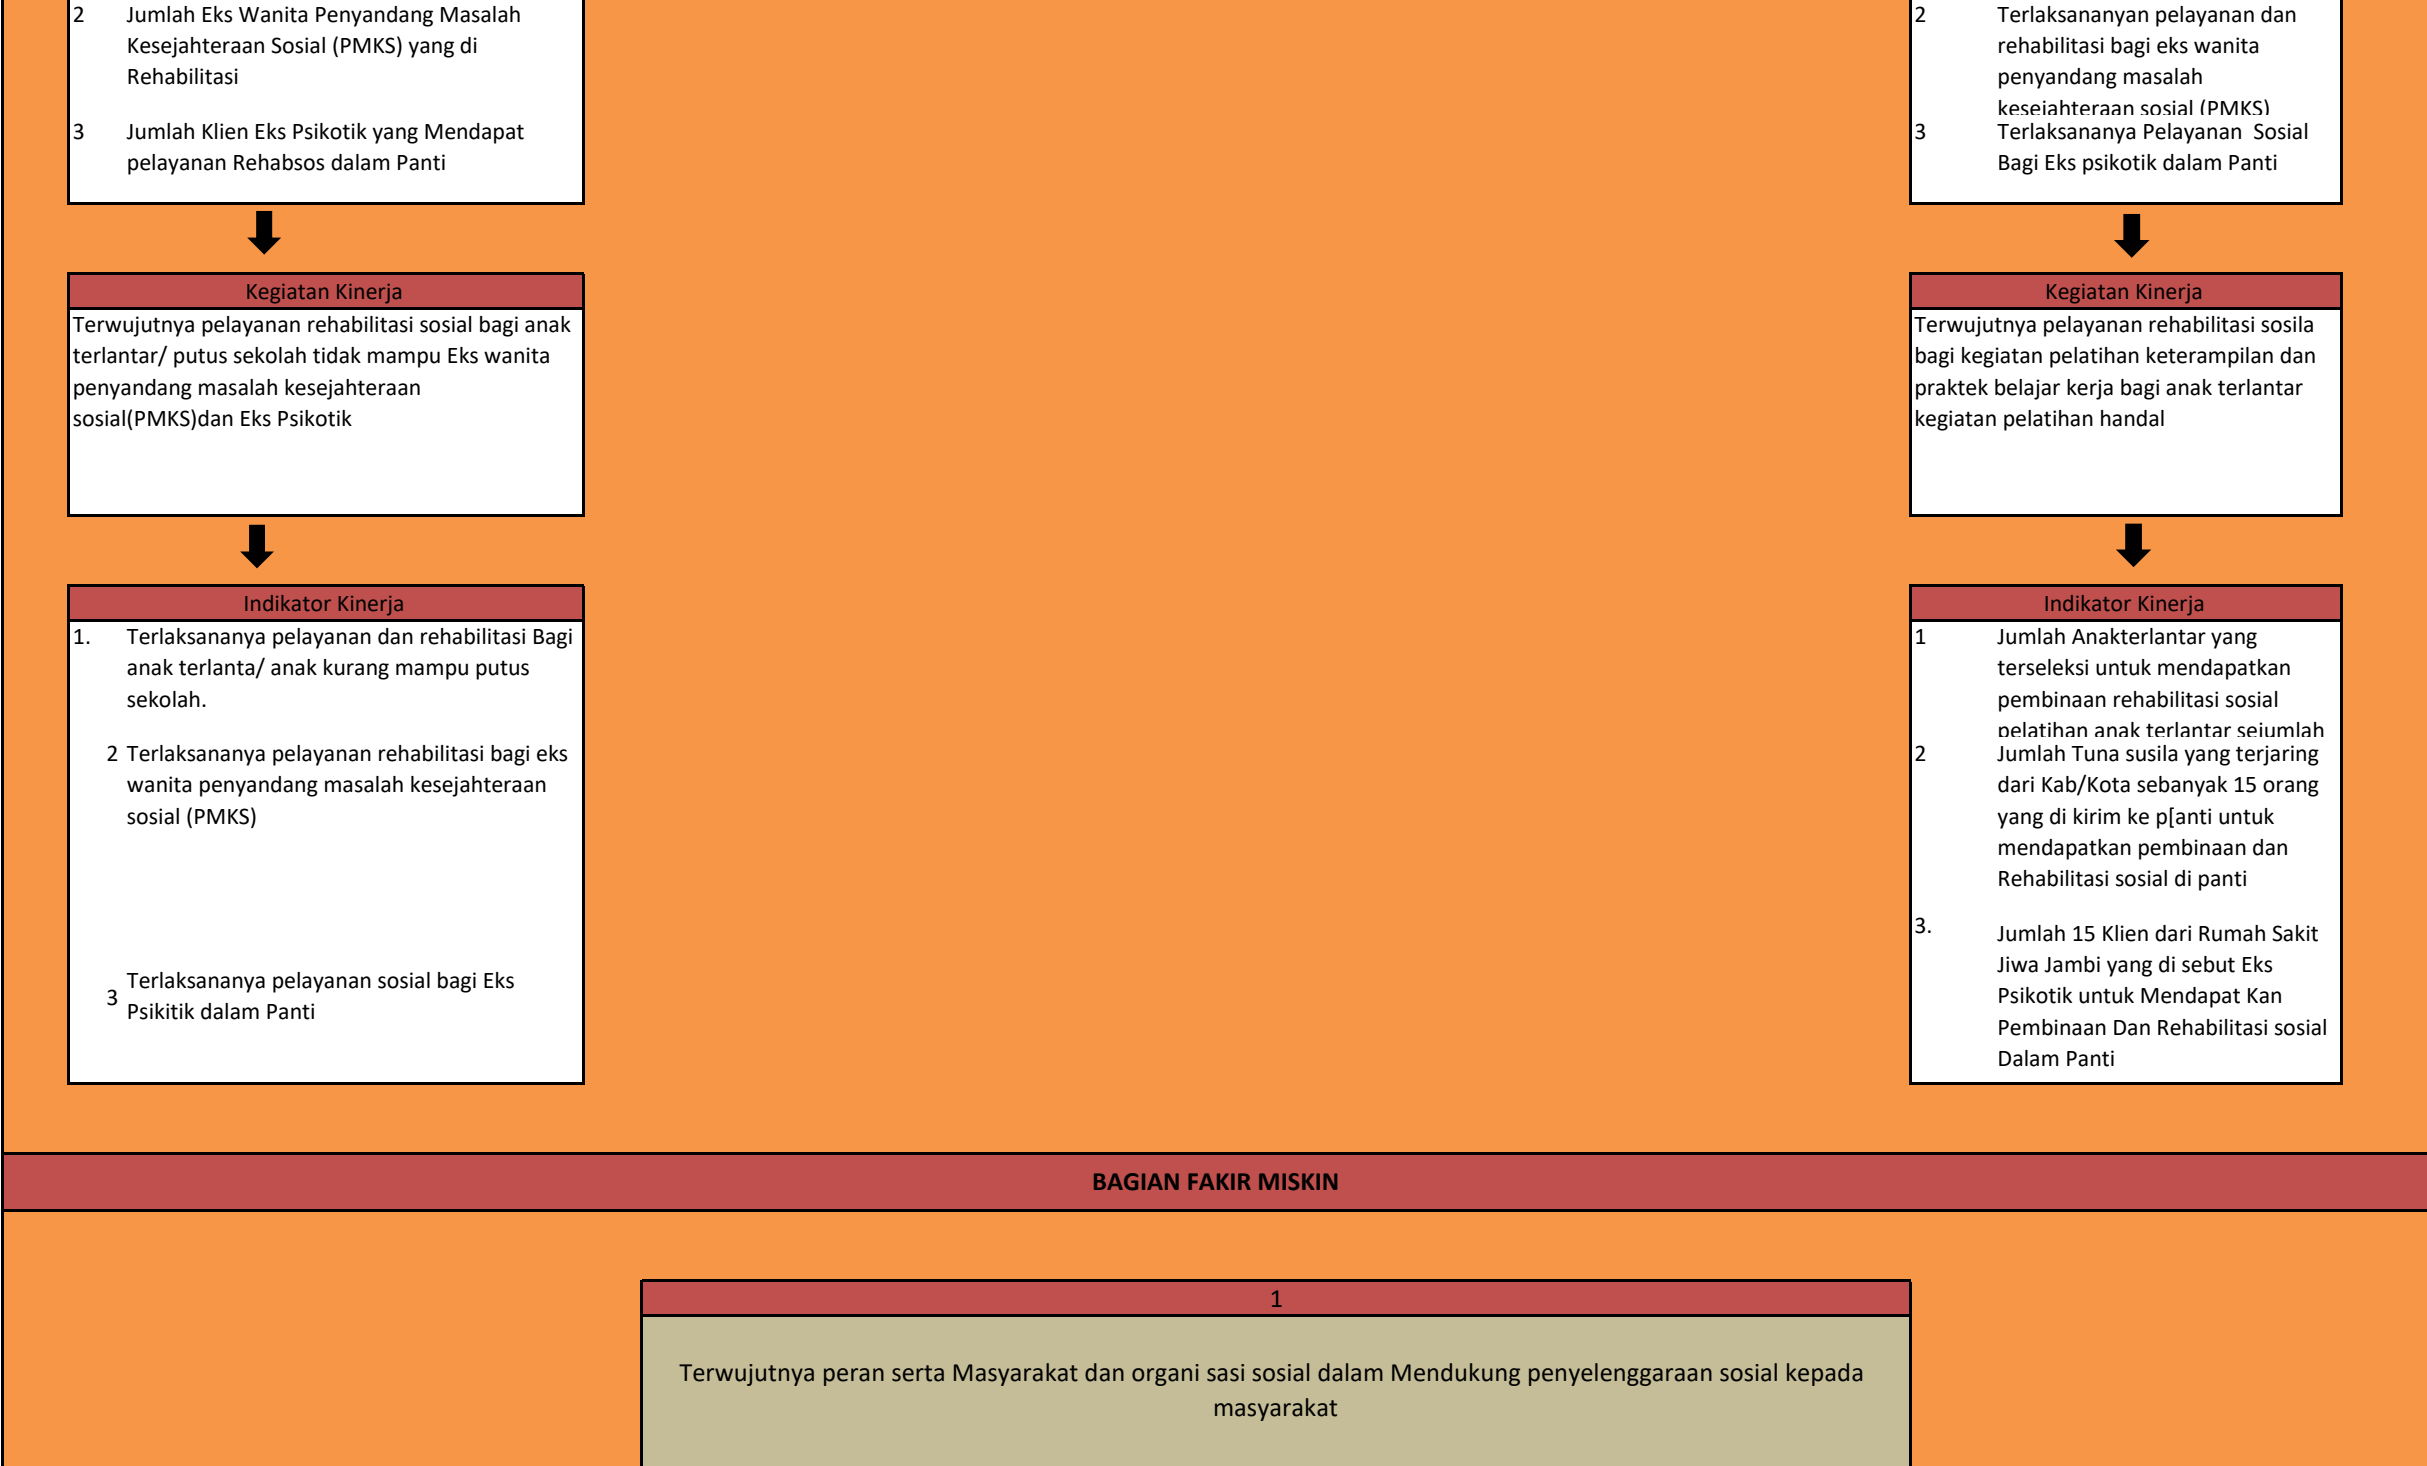 2 Jumlah Eks Wanita Penyandang Masalah
Kesejahteraan Sosial (PMKS) yang di
Rehabilitasi
3 Jumlah Klien Eks Psikotik yang Mendapat
pelayanan Rehabsos dalam Panti
Kegiatan Kinerja
Terwujutnya pelayanan rehabilitasi sosial bagi anak
terlantar/ putus sekolah tidak mampu Eks wanita
penyandang masalah kesejahteraan
sosial(PMKS)dan Eks Psikotik
Indikator Kinerja
1. Terlaksananya pelayanan dan rehabilitasi Bagi
anak terlanta/ anak kurang mampu putus
sekolah.
2 Terlaksananya pelayanan rehabilitasi bagi eks
wanita penyandang masalah kesejahteraan
sosial (PMKS)
3 Terlaksananya pelayanan sosial bagi Eks
Psikitik dalam Panti
2 Terlaksananyan pelayanan dan
rehabilitasi bagi eks wanita
penyandang masalah
kesejahteraan sosial (PMKS)
3 Terlaksananya Pelayanan  Sosial
Bagi Eks psikotik dalam Panti
Kegiatan Kinerja
Terwujutnya pelayanan rehabilitasi sosila
bagi kegiatan pelatihan keterampilan dan
praktek belajar kerja bagi anak terlantar
kegiatan pelatihan handal
Indikator Kinerja
1 Jumlah Anakterlantar yang
terseleksi untuk mendapatkan
pembinaan rehabilitasi sosial
pelatihan anak terlantar sejumlah
2 Jumlah Tuna susila yang terjaring
dari Kab/Kota sebanyak 15 orang
yang di kirim ke p[anti untuk
mendapatkan pembinaan dan
Rehabilitasi sosial di panti
3. Jumlah 15 Klien dari Rumah Sakit
Jiwa Jambi yang di sebut Eks
Psikotik untuk Mendapat Kan
Pembinaan Dan Rehabilitasi sosial
Dalam Panti
BAGIAN FAKIR MISKIN
1
Terwujutnya peran serta Masyarakat dan organi sasi sosial dalam Mendukung penyelenggaraan sosial kepada
masyarakat